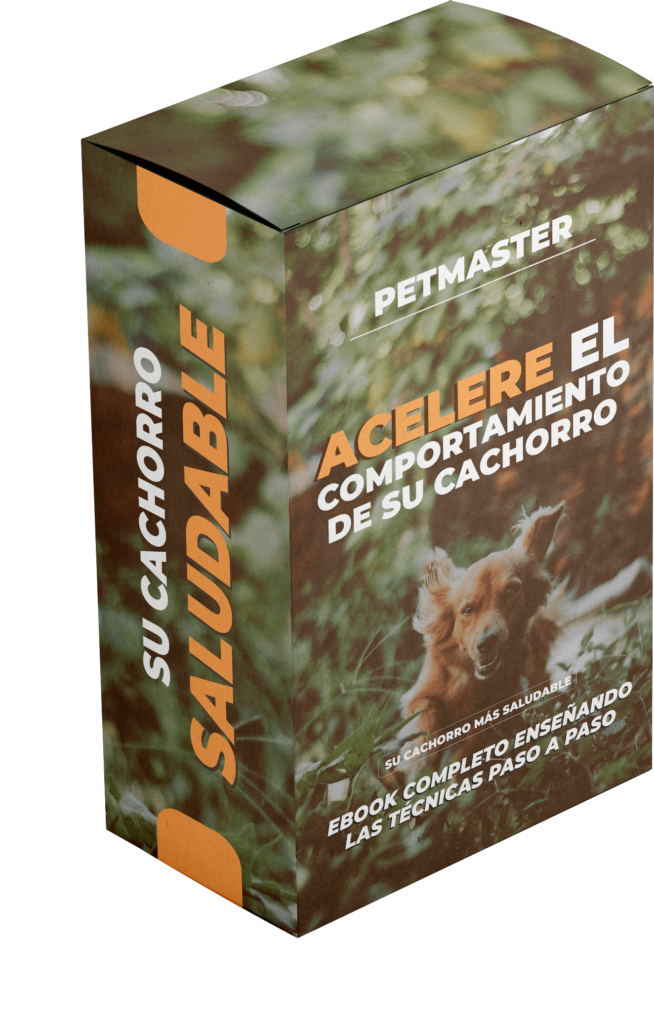 SU CACHORRO
SALUDABLE
PETMASTER
ACELERE EL
COMPORTAMIENTO
DE SU CACHORRO
SU CACHORRO MÁS SALUDABLE
EBOOK COMPLETO ENSEÑANDO
LAS TÉCNICAS PASO A PASO